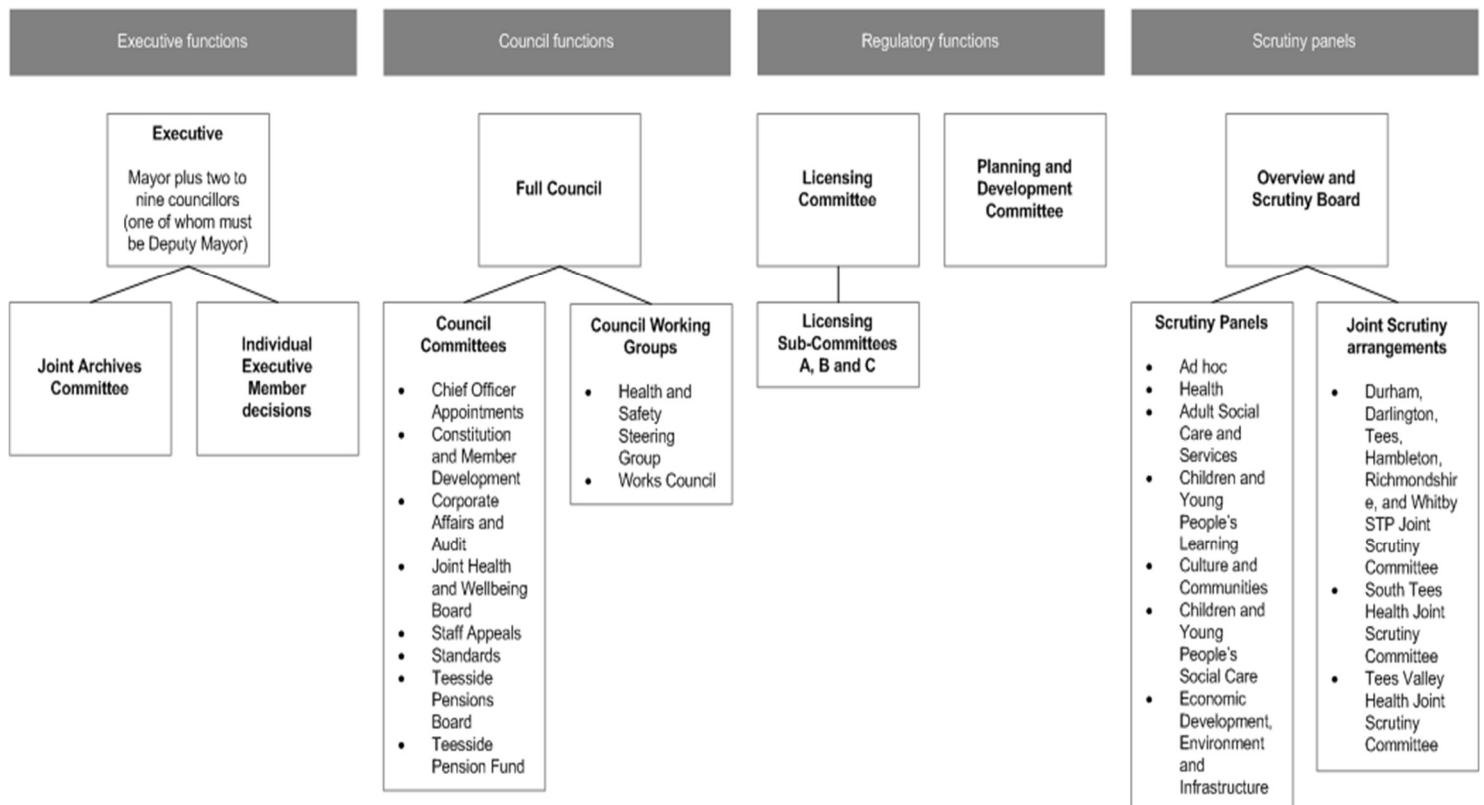 Executive functions
Council functions
Regulatory functions
Scrutiny panels
Executive
Mayor plus two to
nine councillors
(one of whom must
be Deputy Mayor)
Joint Archives
Committee
Individual
Executive
Member
decisions
Full Council
Council
Committees
• Chief Officer
Appointments
• Constitution
and Member
Development
• Corporate
Affairs and
Audit
• Joint Health
and Wellbeing
Board
• Staff Appeals
• Standards
• Teesside
Pensions
Board
• Teesside
Pension Fund
Council Working
Groups
• Health and
Safety
Steering
Group
• Works Council
Licensing
Committee
Planning and
Development
Committee
Licensing
Sub-Committees
A, B and C
Overview and
Scrutiny Board
Scrutiny Panels
• Ad hoc
• Health
• Adult Social
Care and
Services
• Children and
Young
People's
Learning
• Culture and
Communities
• Children and
Young
People's
Social Care
• Economic
Development,
Environment
and
Infrastructure
Joint Scrutiny
arrangements
• Durham,
Darlington,
Tees,
Hambleton,
Richmondshir
e, and Whitby
STP Joint
Scrutiny
Committee
• South Tees
Health Joint
Scrutiny
Committee
• Tees Valley
Health Joint
Scrutiny
Committee